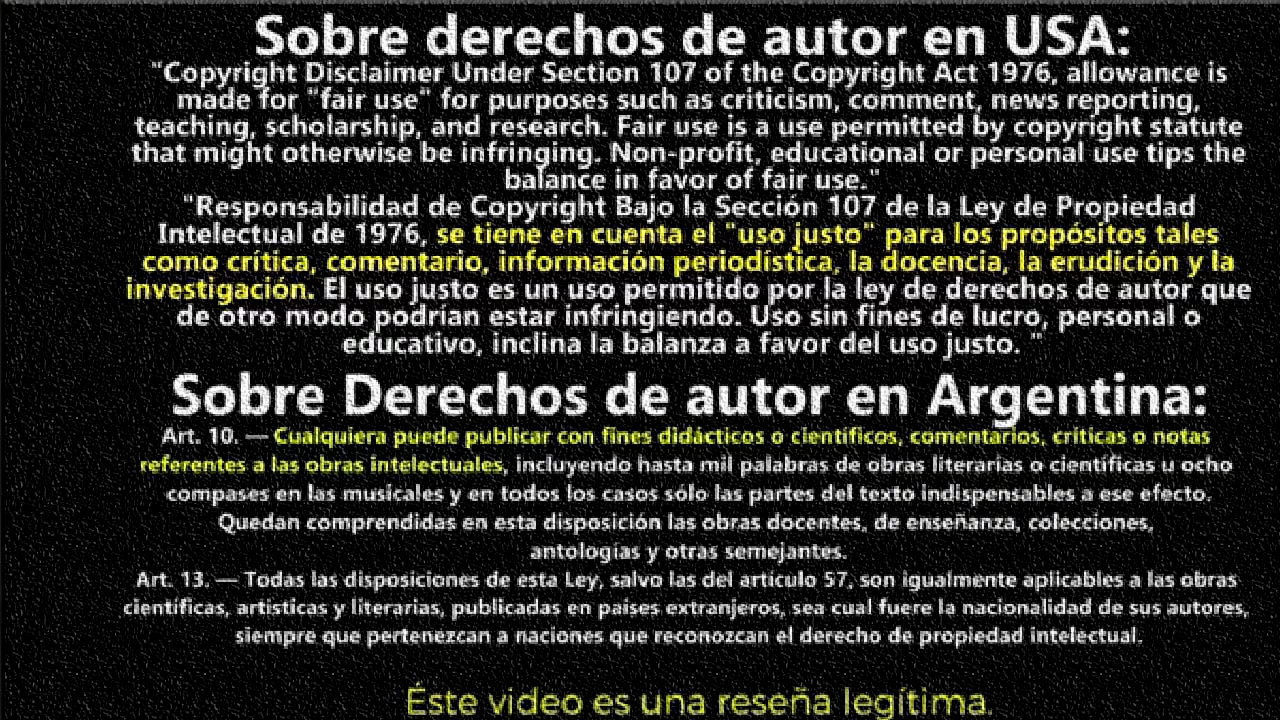 Sobre derechos de autor en USA:
"Copyright Disclaimer Under Section 107 of the Copyright Act 1976, allowance is
made for "fair use" for purposes such as criticism, comment, news reporting,
teaching, scholarship, and research. Fair use is a use permitted by copyright statute
that might otherwise be infringing. Non-profit, educational or personal use tips the
balance in favor of fair use."
"Responsabilidad de Copyright Bajo la Sección 107 de la Ley de Propiedad
Intelectual de 1976, se tiene en cuenta el "uso justo" para los propósitos tales
como crítica, comentario, información periodística, la docencia, la erudición y la
investigación. El uso justo es un uso permitido por la ley de derechos de autor que
de otro modo podrían estar infringiendo. Uso sin fines de lucro, personal o
educativo, inclina la balanza a favor del uso justo. "
Sobre Derechos de autor en Argentina:
Art. 10. — Cualquiera puede publicar con fines didácticos o científicos, comentarios, críticas o notas
referentes a las obras intelectuales, incluyendo hasta mil palabras de obras literarias o científicas u ocho
compases en las musicales y en todos los casos sólo las partes del texto indispensables a ese efecto.
Quedan comprendidas en esta disposición las obras docentes, de enseñanza, colecciones,
antologías y otras semejantes.
Art. 13. — Todas las disposiciones de esta Ley, salvo las del artículo 57, son igualmente aplicables a las obras
científicas, artísticas y literarias, publicadas en países extranjeros, sea cual fuere la nacionalidad de sus autores,
siempre que pertenezcan a naciones que reconozcan el derecho de propiedad intelectual.
Éste video es una reseña legítima.